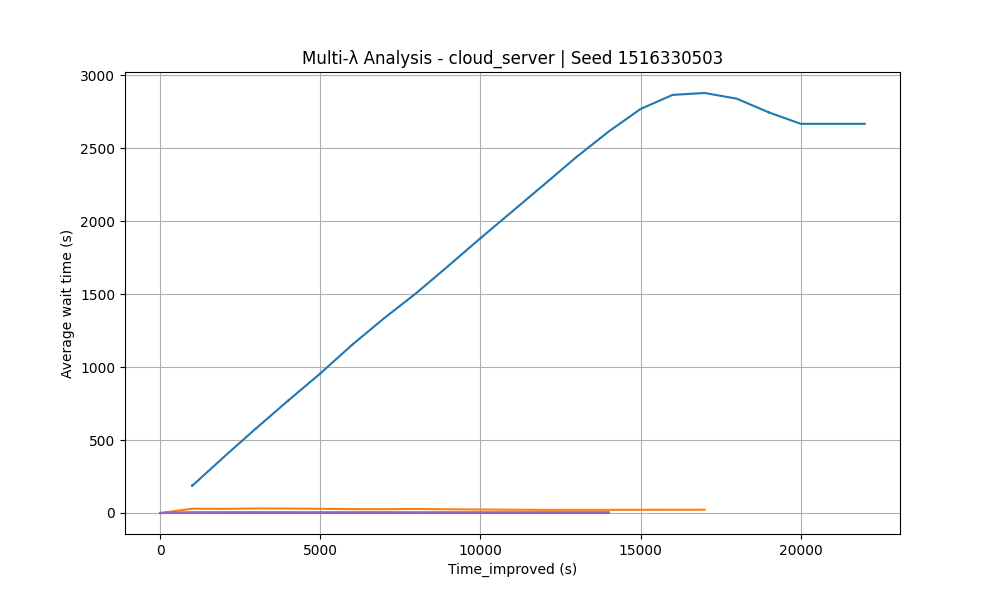 Multi-λ Analysis - cloud_server | Seed 1516330503
3000
2500
2000
1500
1000
500
0
Average wait time (s)
0 5000 10000 15000 20000
Time_improved (s)